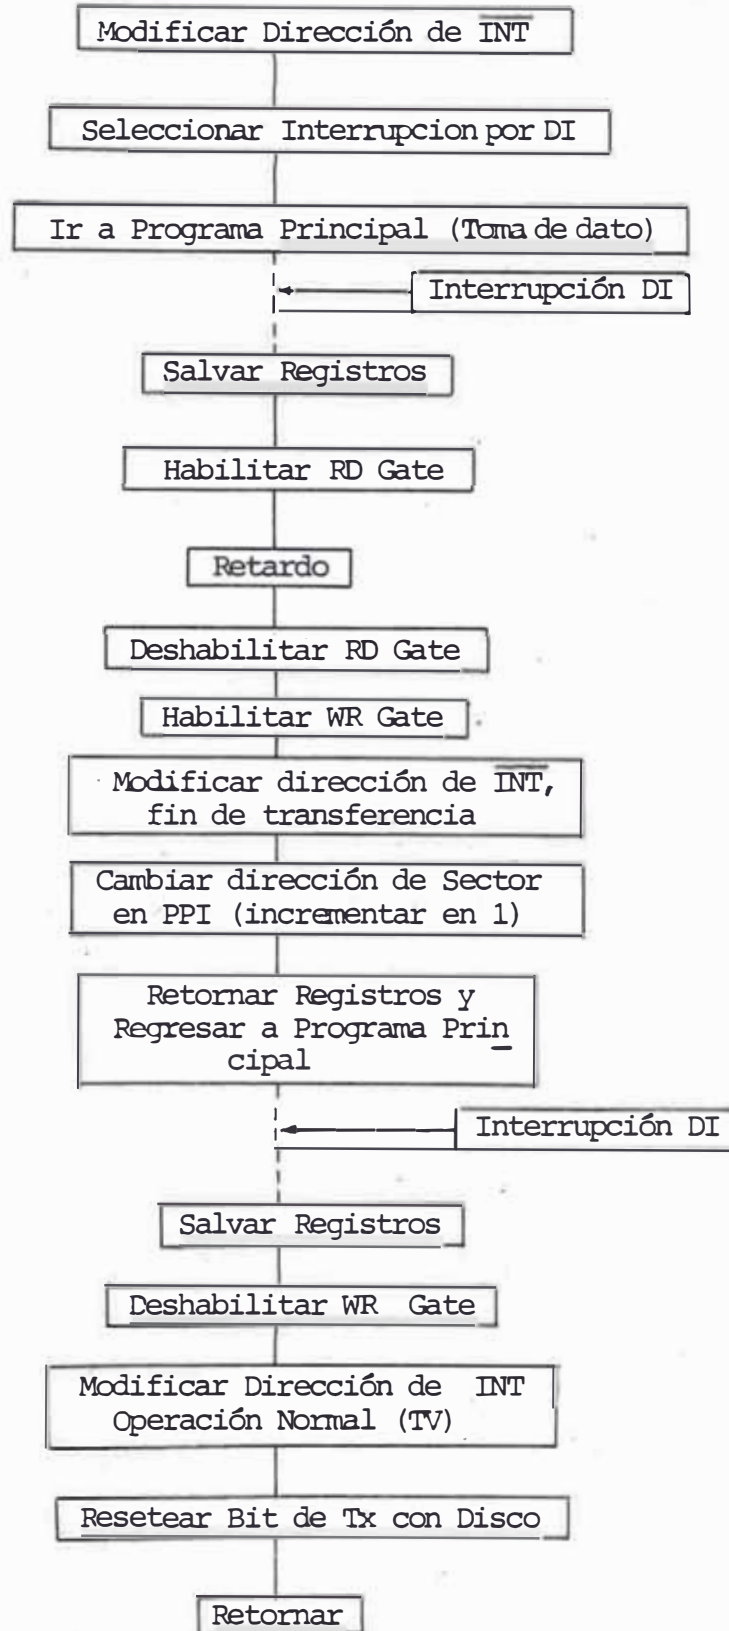 Modificar Dirección de INT
Seleccionar Interrupcion por DI
Ir a Programa Principal (Toma de dato)
Interrupción DI
Salvar Registros
Habilitar RD Gate
Retardo
Deshabilitar RD Gate
Habilitar WR Gate
Modificar dirección de INT,
fin de transferencia
Cambiar dirección de Sector
en PPI (incrementar en 1)
Retornar Registros y
Regresar a Programa Prin
cipal
Interrupción DI
Salvar Registros
Deshabilitar WR Gate
Modificar Dirección de INT
Operación Normal (TV)
Resetear Bit de Tx con Disco
Retornar